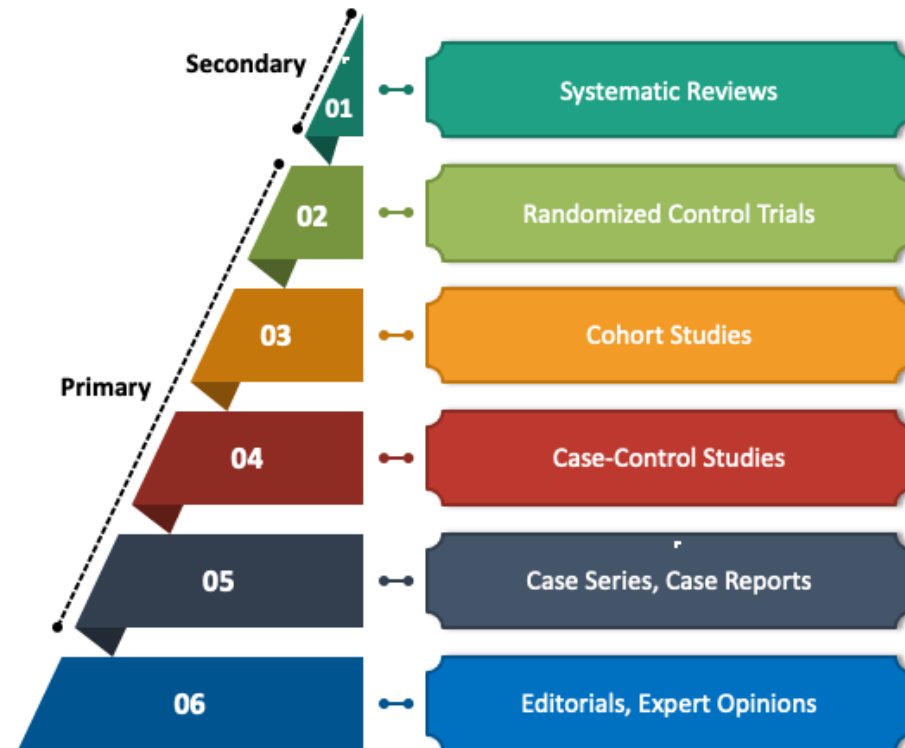 Secondary
01
Systematic Reviews
02
Randomized Control Trials
03
Cohort Studies
Primary
04
Case-Control Studies
05
Case Series, Case Reports
06
Editorials, Expert Opinions